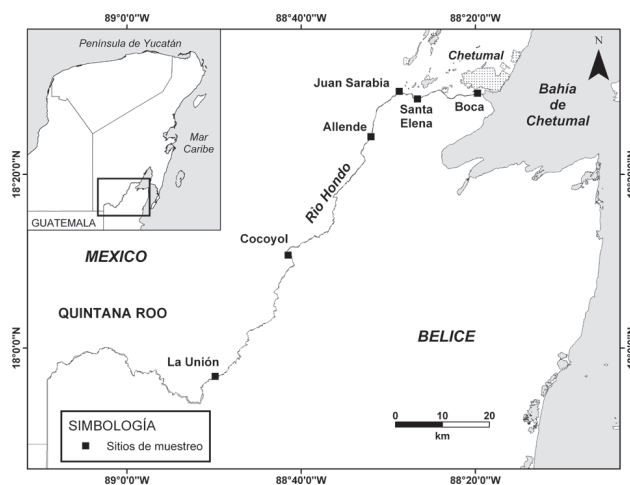 89°0'0"W
88°40'0"W
88°20'0"W
Península de Yucatán
Mar
Caribe
GUATEMALA
Chetumal
N
Juan Sarabia
Santa
Elena
Boca
Bahía
de
Chetumal
Allende
18°20'0"N
18°20'0"N
Río Hondo
Cocoyol
MEXICO
QUINTANA ROO
BELICE
18°0'0"N
18°0'0"N
La Unión
SIMBOLOGÍA
Sitios de muestreo
0 10 20
km
89°0'0"W
88°40'0"W
88°20'0"W